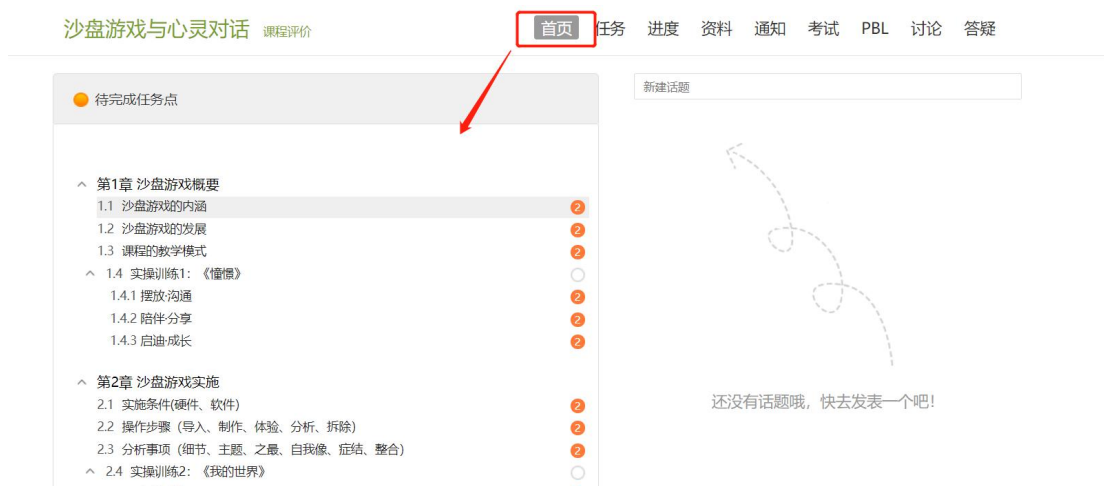 沙盘游戏与心灵对话 课程评价 首页 任务 进度 资料 通知 考试 PBL 讨论 答疑
待完成任务点
新建话题
第1章 沙盘游戏概要
1.1 沙盘游戏的内涵 2
1.2 沙盘游戏的发展 2
1.3 课程的教学模式 2
1.4 实操训练1：《憧憬》
1.4.1 摆放·沟通 2
1.4.2 陪伴·分享 2
1.4.3 启迪·成长 2
第2章 沙盘游戏实施
2.1 实施条件(硬件、软件) 2
2.2 操作步骤（导入、制作、体验、分析、拆除） 2
2.3 分析事项（细节、主题、之最、自我像、症结、整合） 2
2.4 实操训练2：《我的世界》
还没有话题哦，快去发表一个吧！